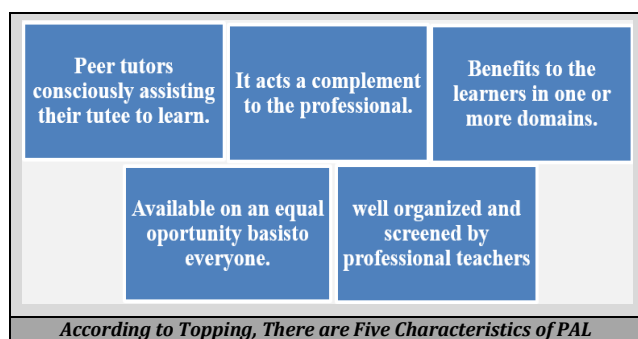 Peer tutors
consciously assisting
their tutee to learn.
It acts a complement
to the professional.
Benefits to the
learners in one or
more domains.
Available on an equal
oportunity basisto
everyone.
well organized and
screened by
professional teachers
According to Topping, There are Five Characteristics of PAL